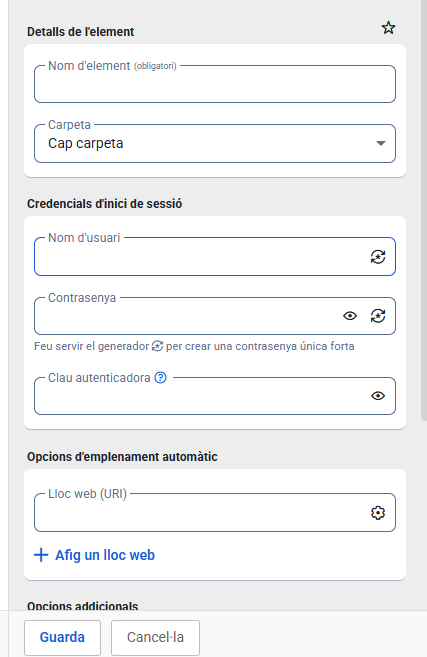 Detalls de l'element
Nom d'element (obligatori)
Carpeta
Cap carpeta
Credencials d'inici de sessió
Nom d'usuari
Contrasenya
Feu servir el generador per crear una contrasenya única forta
Clau autenticadora
Opcions d'emplenament automàtic
Lloc web (URI)
Afig un lloc web
Opcions addicionals
Guarda
Cancel·la